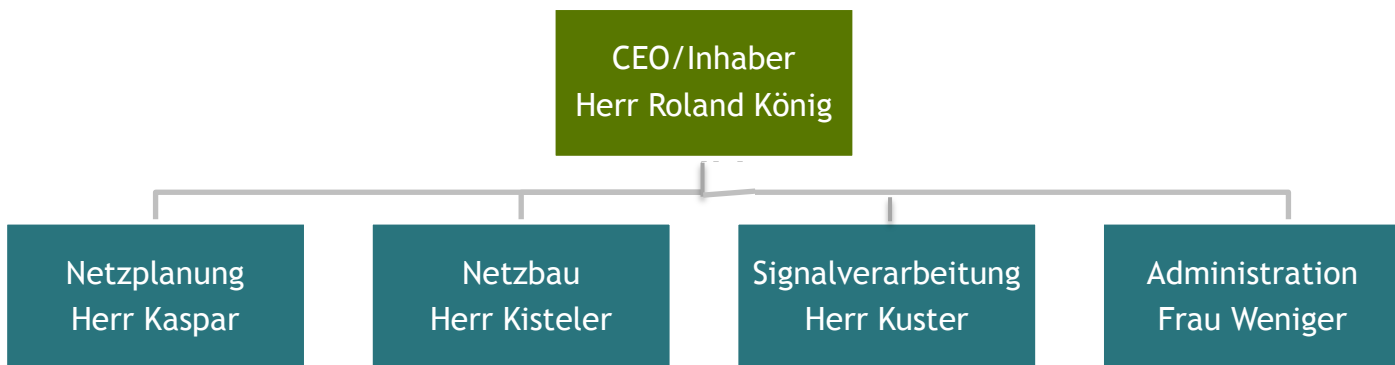 CEO/Inhaber
Herr Roland König
Netzplanung
Herr Kaspar
Netzbau
Herr Kisteler
Signalverarbeitung
Herr Kuster
Administration
Frau Weniger